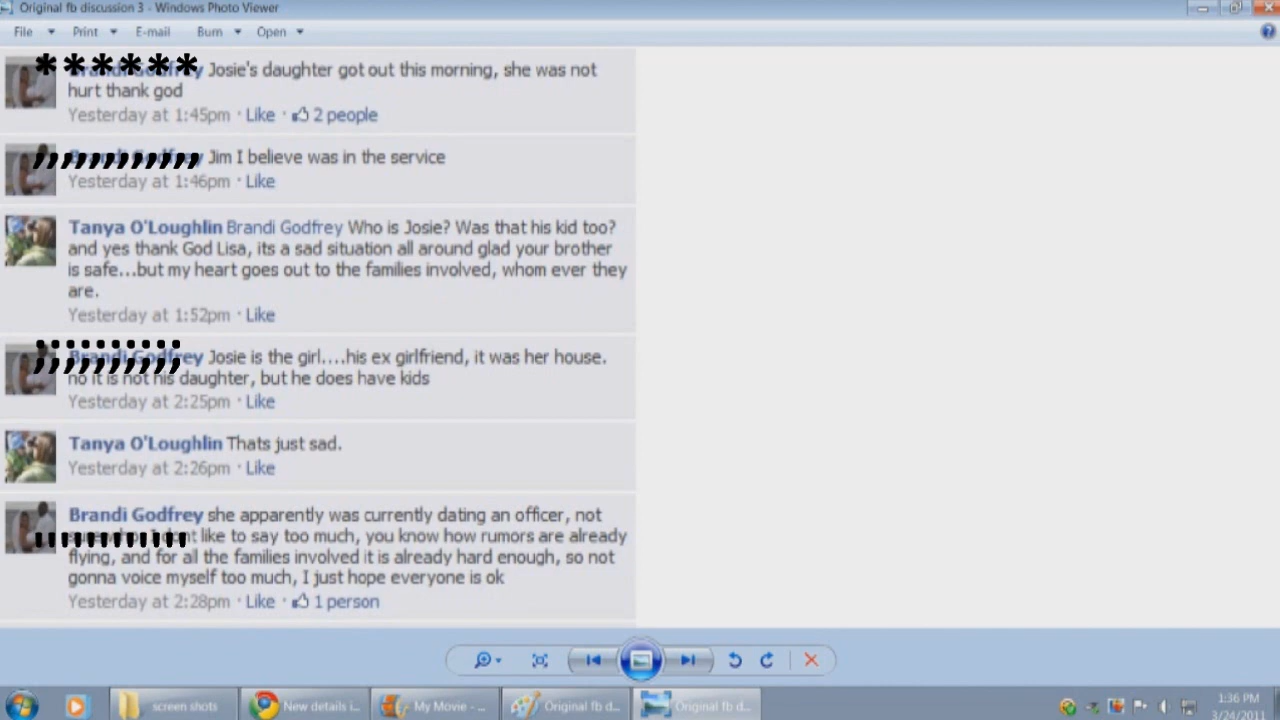 Original fb discussion 3 - Windows Photo Viewer
File Print E-mail Burn Open
****** Brandi Godfrey Josie's daughter got out this morning, she was not
hurt thank god
Yesterday at 1:45pm · Like · 2 people
,,,,,,,,,,,, Brandi Godfrey Jim I believe was in the service
Yesterday at 1:46pm · Like
Tanya O'Loughlin Brandi Godfrey Who is Josie? Was that his kid too?
and yes thank God Lisa, its a sad situation all around glad your brother
is safe...but my heart goes out to the families involved, whom ever they
are.
Yesterday at 1:52pm · Like
;;;;;;;;;; Brandi Godfrey Josie is the girl....his ex girlfriend, it was her house.
no it is not his daughter, but he does have kids
Yesterday at 2:25pm · Like
Tanya O'Loughlin Thats just sad.
Yesterday at 2:26pm · Like
Brandi Godfrey she apparently was currently dating an officer, not
I dont like to say too much, you know how rumors are already
flying, and for all the families involved it is already hard enough, so not
gonna voice myself too much, I just hope everyone is ok
Yesterday at 2:28pm · Like · 1 person
screen shots New details i... My Movie - ... Original fb d... Original fb d... 1:36 PM
3/24/2011